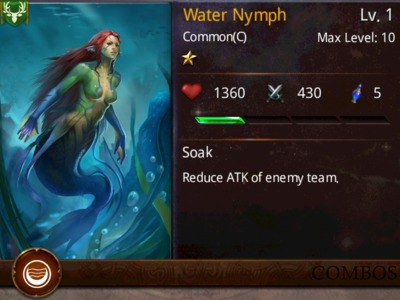 Water Nymph Lv. 1
Common(C) Max Level: 10
1360 430 5
Soak
Reduce ATK of enemy team.
COMBOS